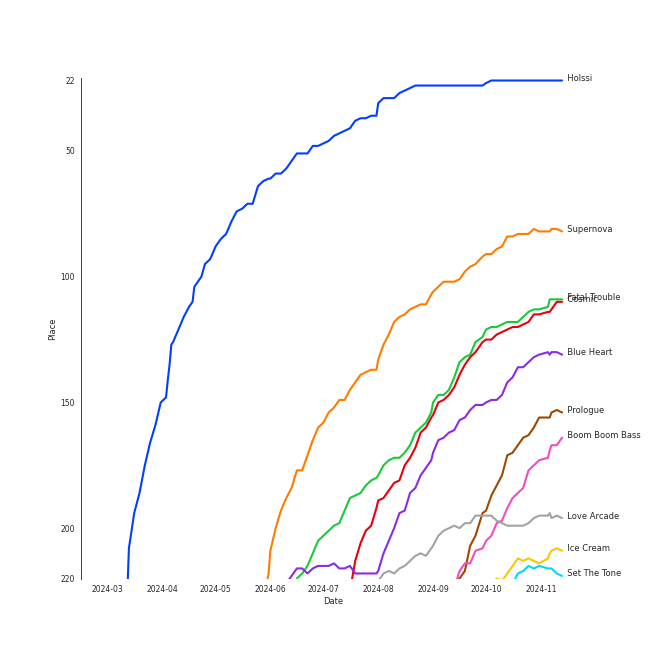 22
Holssi
50
100
150
200
220
Place
Supernova
Fatal Trouble
Cosmic
Blue Heart
Prologue
Boom Boom Bass
Love Arcade
Ice Cream
Set The Tone
2024-03
2024-04
2024-05
2024-06
2024-07
2024-08
2024-09
2024-10
2024-11
Date